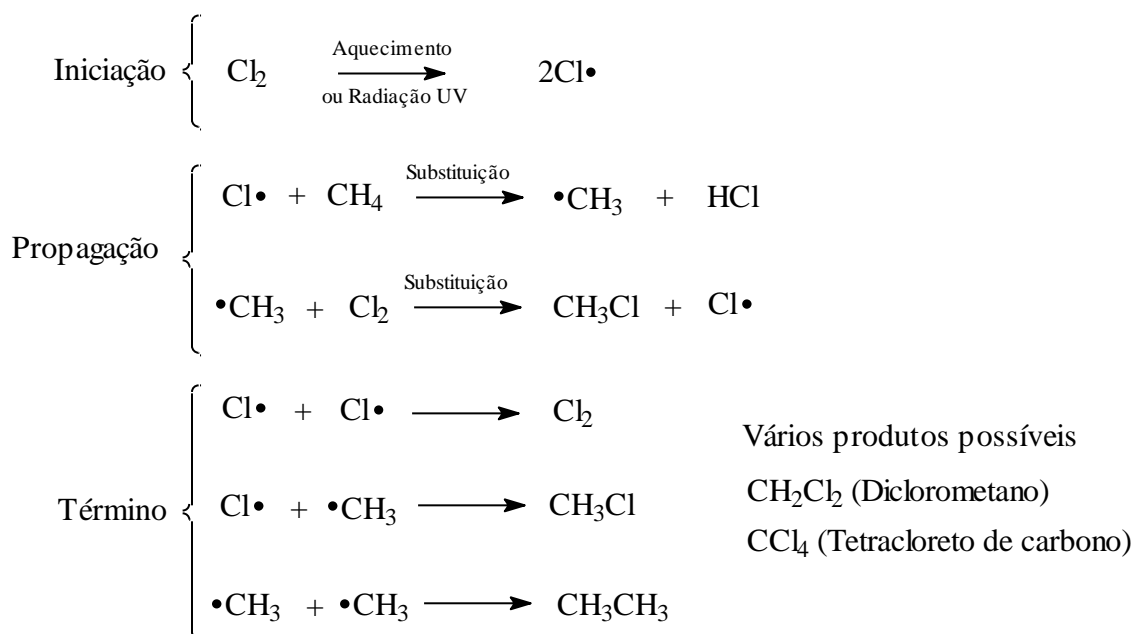 Iniciação
Cl₂ Aquecimento ou Radiação UV 2Cl•
Propagação
Cl• + CH₄ Substituição •CH₃ + HCl
•CH₃ + Cl₂ Substituição CH₃Cl + Cl•
Término
Cl• + Cl• Cl₂
Cl• + •CH₃ CH₃Cl
•CH₃ + •CH₃ CH₃CH₃
Vários produtos possíveis
CH₂Cl₂ (Diclorometano)
CCl₄ (Tetracloreto de carbono)